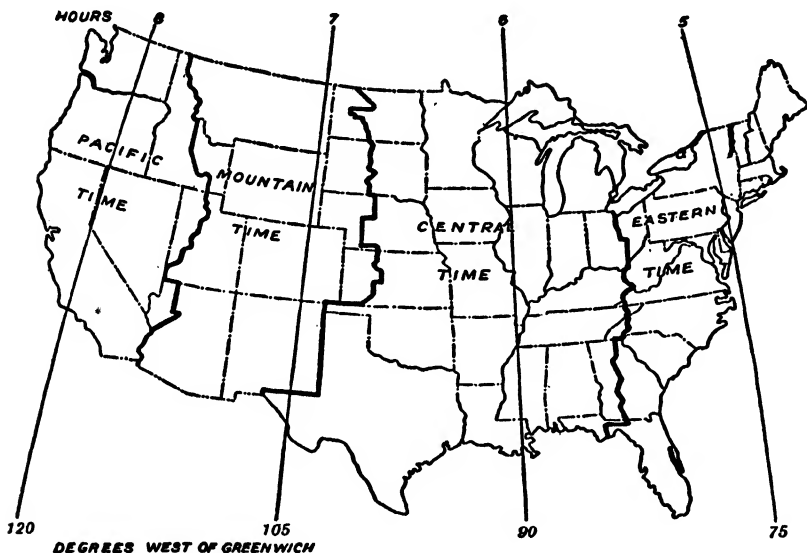 HOURS 8 7 6 5
PACIFIC
TIME
MOUNTAIN
TIME
CENTRAL
TIME
EASTERN
TIME
120 105 90 75
DEGREES WEST OF GREENWICH